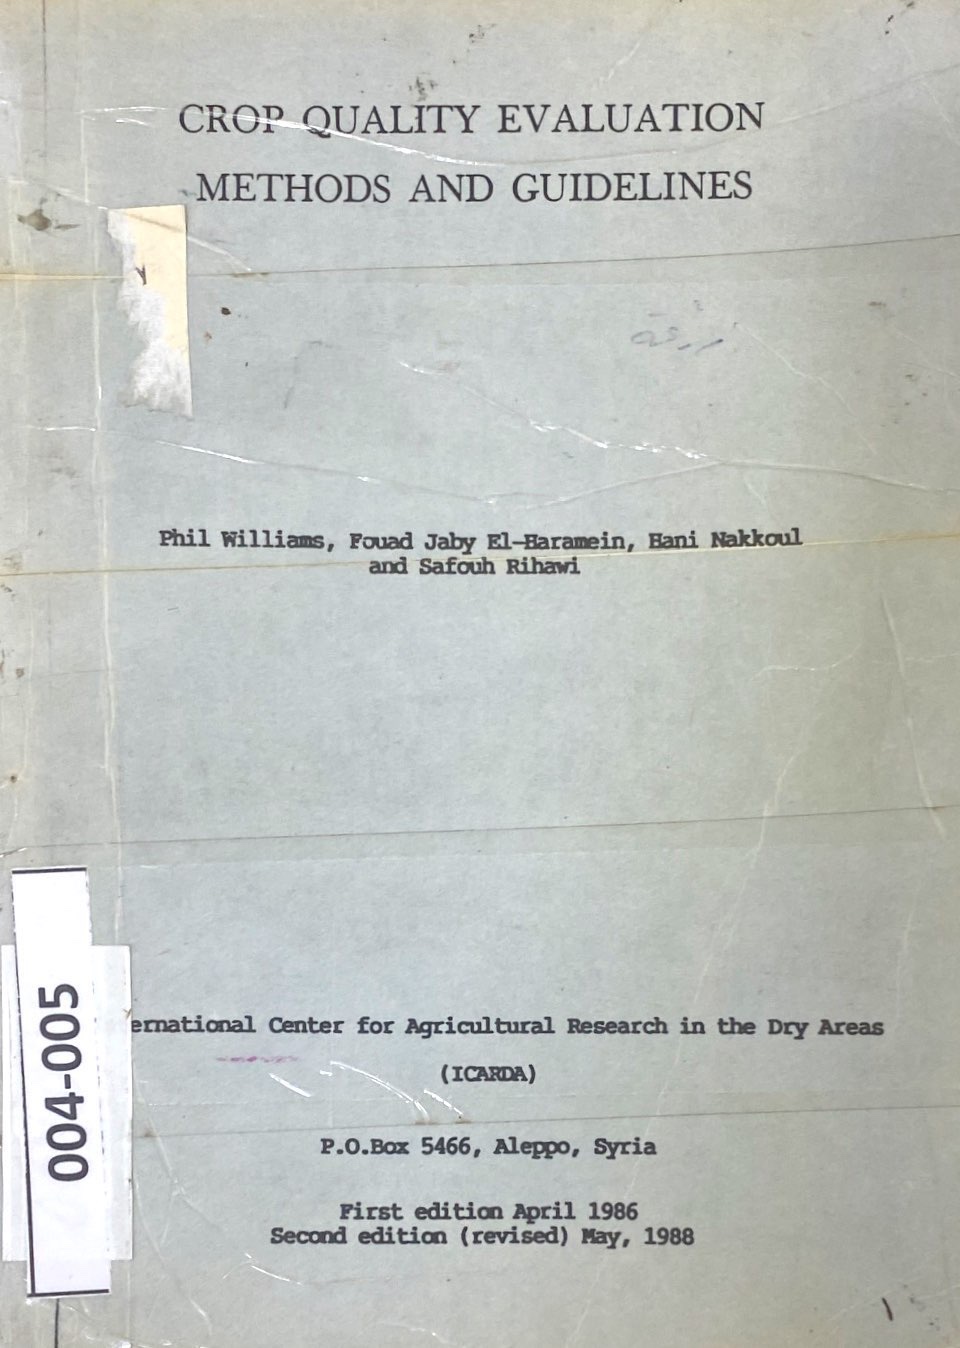 CROP QUALITY EVALUATION
METHODS AND GUIDELINES
Phil Williams, Fouad Jaby El-Haramein, Hani Nakkoul
and Safouh Rihawi
ernational Center for Agricultural Research in the Dry Areas
(ICARDA)
P.O.Box 5466, Aleppo, Syria
First edition April 1986
Second edition (revised) May, 1988
004-005